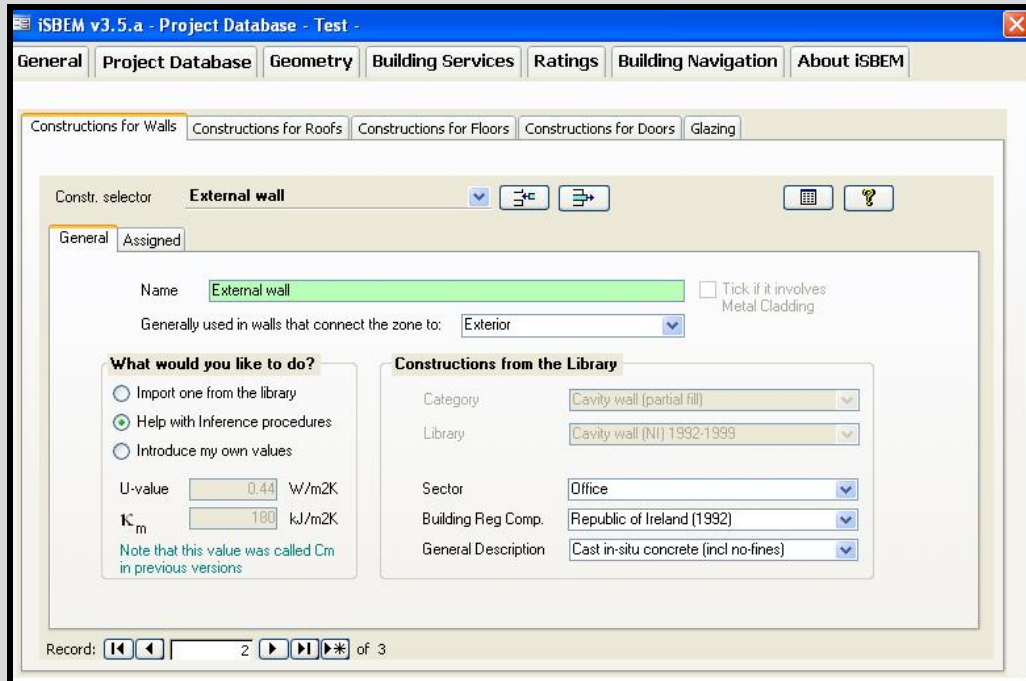 iSBEM v3.5.a - Project Database - Test -
General Project Database Geometry Building Services Ratings Building Navigation About iSBEM
Constructions for Walls Constructions for Roofs Constructions for Floors Constructions for Doors Glazing
Constr. selector External wall
General Assigned
Name External wall
Tick if it involves
Metal Cladding
Generally used in walls that connect the zone to: Exterior
What would you like to do?
Import one from the library
Help with Inference procedures
Introduce my own values
U-value 0.44 W/m2K
κm 180 kJ/m2K
Note that this value was called Cm
in previous versions
Constructions from the Library
Category Cavity wall (partial fill)
Library Cavity wall (NI) 1992-1999
Sector Office
Building Reg Comp. Republic of Ireland (1992)
General Description Cast in-situ concrete (incl no-fines)
Record: 2 of 3